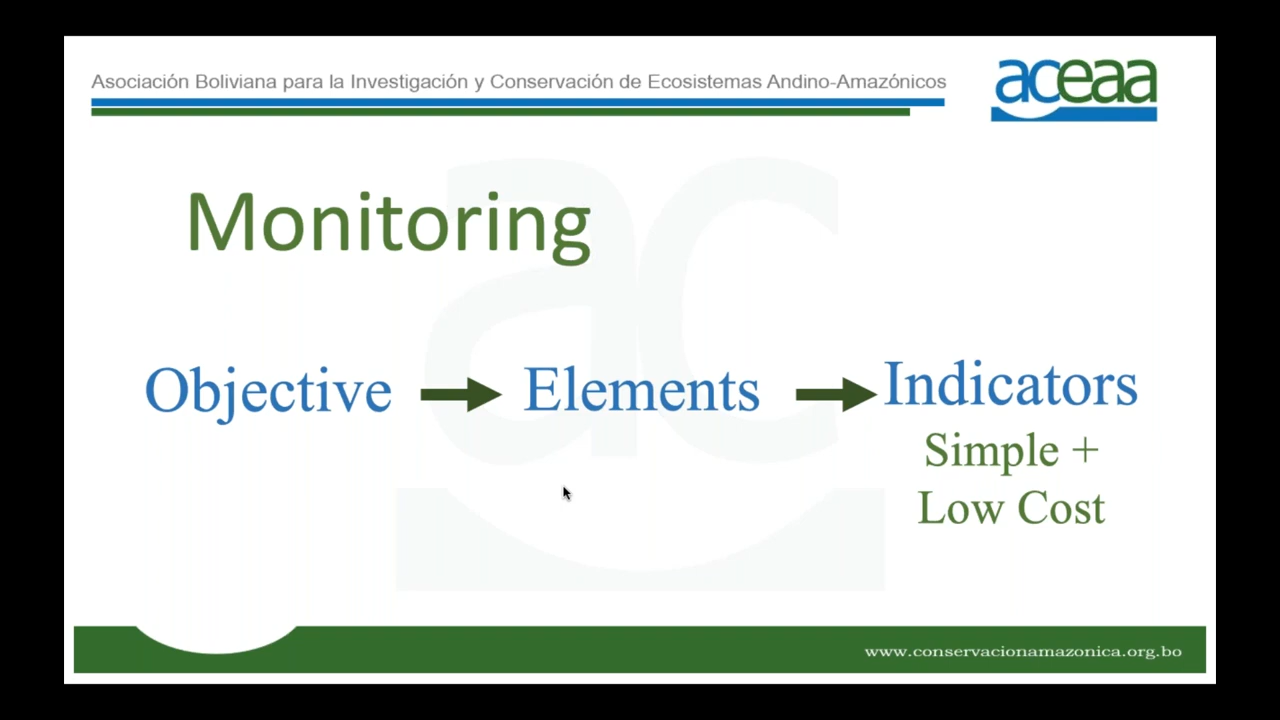 Asociación Boliviana para la Investigación y Conservación de Ecosistemas Andino-Amazónicos
aceaa
Monitoring
Objective Elements Indicators
Simple +
Low Cost
www.conservacionamazonica.org.bo